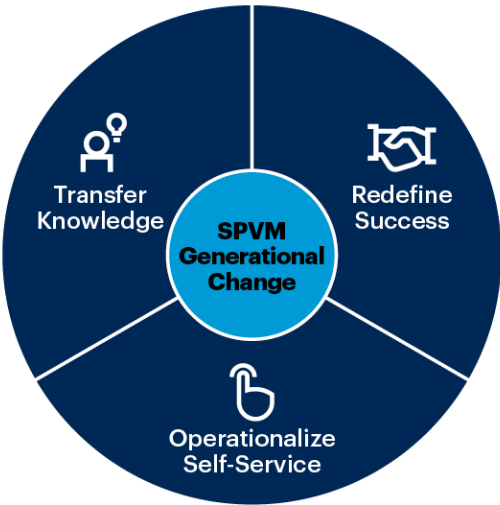 Transfer
Knowledge
Redefine
Success
SPVM
Generational
Change
Operationalize
Self-Service